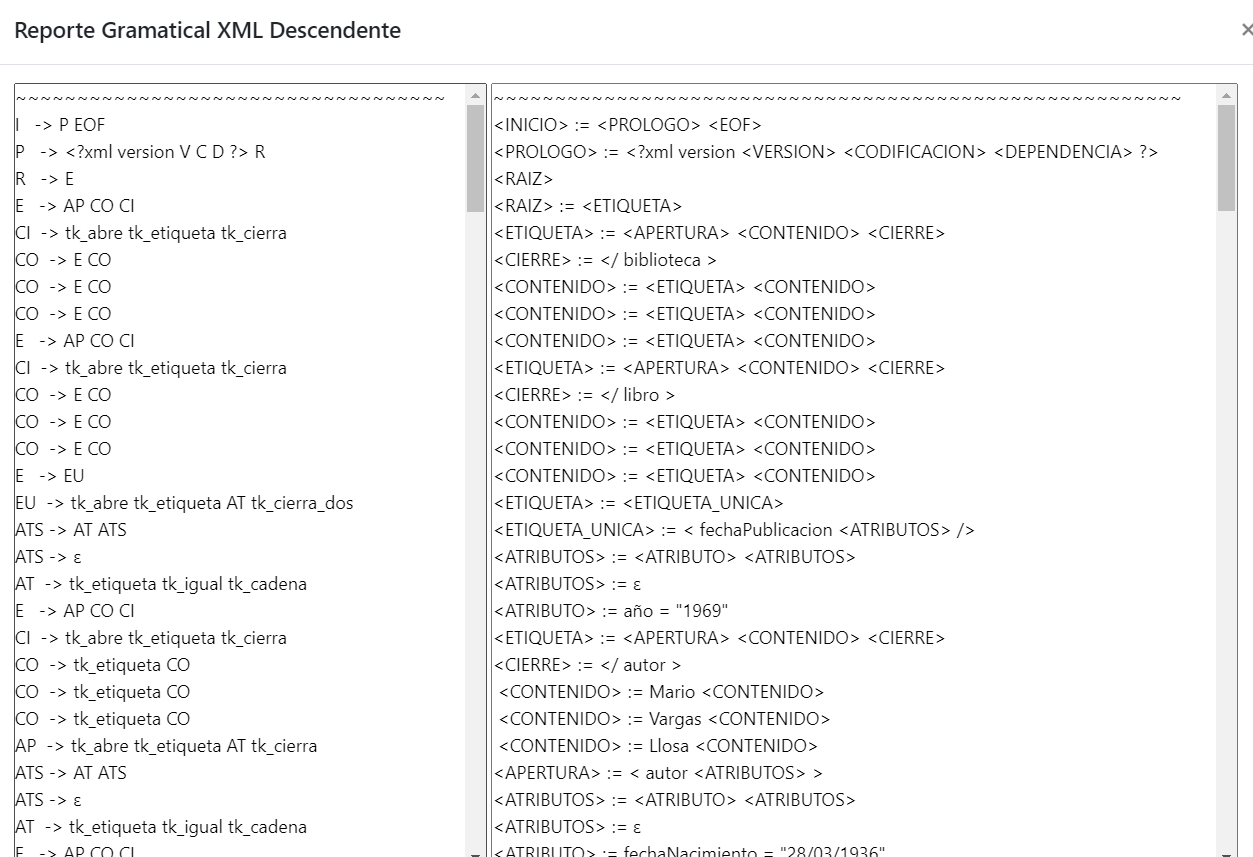 Reporte Gramatical XML Descendente
×
~~~~~~~~~~~~~~~~~~~~~~~~~~~~~~~~~~~
I -> P EOF
P -> <?xml version V C D ?> R
R -> E
E -> AP CO CI
CI -> tk_abre tk_etiqueta tk_cierra
CO -> E CO
CO -> E CO
CO -> E CO
E -> AP CO CI
CI -> tk_abre tk_etiqueta tk_cierra
CO -> E CO
CO -> E CO
CO -> E CO
E -> EU
EU -> tk_abre tk_etiqueta AT tk_cierra_dos
ATS -> AT ATS
ATS -> ε
AT -> tk_etiqueta tk_igual tk_cadena
E -> AP CO CI
CI -> tk_abre tk_etiqueta tk_cierra
CO -> tk_etiqueta CO
CO -> tk_etiqueta CO
CO -> tk_etiqueta CO
AP -> tk_abre tk_etiqueta AT tk_cierra
ATS -> AT ATS
ATS -> ε
AT -> tk_etiqueta tk_igual tk_cadena
E -> AP CO CI
~~~~~~~~~~~~~~~~~~~~~~~~~~~~~~~~~~~~~~~~~~~~~~~~~~~~~~~~
<INICIO> := <PROLOGO> <EOF>
<PROLOGO> := <?xml version <VERSION> <CODIFICACION> <DEPENDENCIA> ?>
<RAIZ>
<RAIZ> := <ETIQUETA>
<ETIQUETA> := <APERTURA> <CONTENIDO> <CIERRE>
<CIERRE> := </ biblioteca >
<CONTENIDO> := <ETIQUETA> <CONTENIDO>
<CONTENIDO> := <ETIQUETA> <CONTENIDO>
<CONTENIDO> := <ETIQUETA> <CONTENIDO>
<ETIQUETA> := <APERTURA> <CONTENIDO> <CIERRE>
<CIERRE> := </ libro >
<CONTENIDO> := <ETIQUETA> <CONTENIDO>
<CONTENIDO> := <ETIQUETA> <CONTENIDO>
<CONTENIDO> := <ETIQUETA> <CONTENIDO>
<ETIQUETA> := <ETIQUETA_UNICA>
<ETIQUETA_UNICA> := < fechaPublicacion <ATRIBUTOS> />
<ATRIBUTOS> := <ATRIBUTO> <ATRIBUTOS>
<ATRIBUTOS> := ε
<ATRIBUTO> := año = "1969"
<ETIQUETA> := <APERTURA> <CONTENIDO> <CIERRE>
<CIERRE> := </ autor >
<CONTENIDO> := Mario <CONTENIDO>
<CONTENIDO> := Vargas <CONTENIDO>
<CONTENIDO> := Llosa <CONTENIDO>
<APERTURA> := < autor <ATRIBUTOS> >
<ATRIBUTOS> := <ATRIBUTO> <ATRIBUTOS>
<ATRIBUTOS> := ε
<ATRIBUTO> := fechaNacimiento = "28/03/1936"